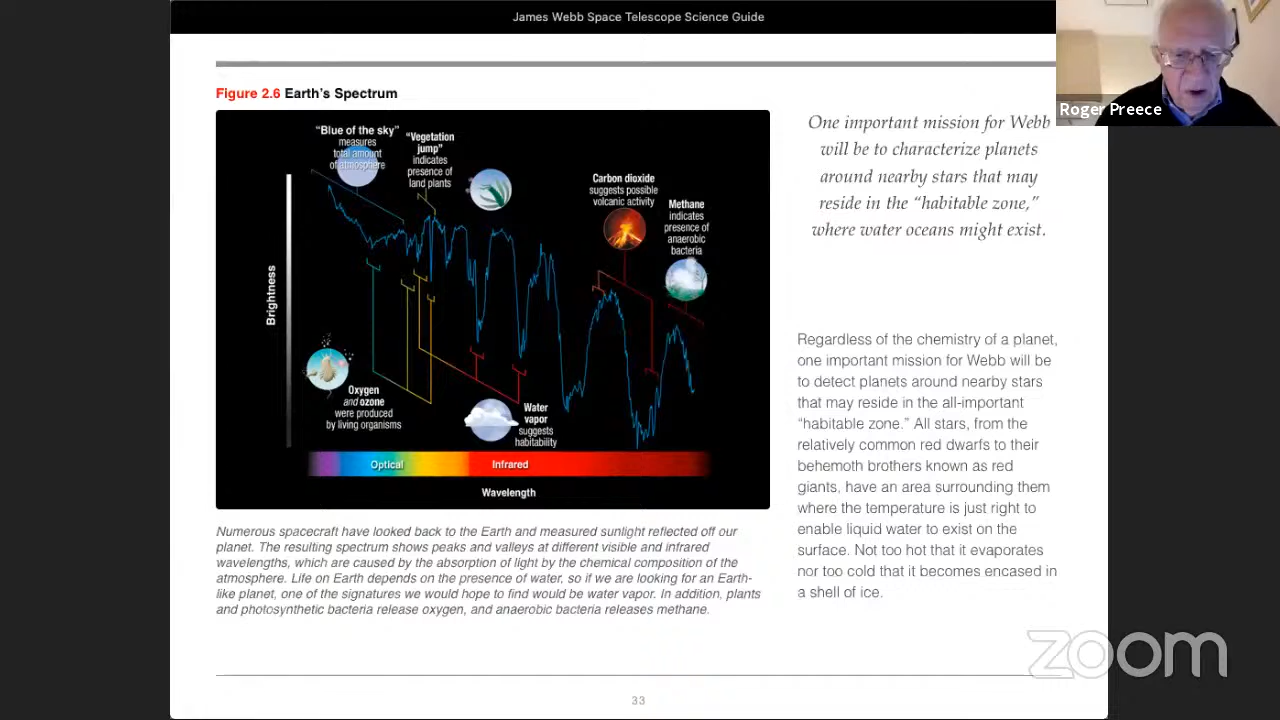 James Webb Space Telescope Science Guide
Roger Preece
Figure 2.6 Earth's Spectrum
"Blue of the sky"
measures
total amount
of atmosphere
"Vegetation
jump"
indicates
presence of
land plants
Carbon dioxide
suggests possible
volcanic activity
Methane
indicates
presence of
anaerobic
bacteria
Brightness
Oxygen
and ozone
were produced
by living organisms
Water
vapor
suggests
habitability
Optical
Infrared
Wavelength
Numerous spacecraft have looked back to the Earth and measured sunlight reflected off our
planet. The resulting spectrum shows peaks and valleys at different visible and infrared
wavelengths, which are caused by the absorption of light by the chemical composition of the
atmosphere. Life on Earth depends on the presence of water, so if we are looking for an Earth-
like planet, one of the signatures we would hope to find would be water vapor. In addition, plants
and photosynthetic bacteria release oxygen, and anaerobic bacteria releases methane.
One important mission for Webb
will be to characterize planets
around nearby stars that may
reside in the "habitable zone,"
where water oceans might exist.
Regardless of the chemistry of a planet,
one important mission for Webb will be
to detect planets around nearby stars
that may reside in the all-important
"habitable zone." All stars, from the
relatively common red dwarfs to their
behemoth brothers known as red
giants, have an area surrounding them
where the temperature is just right to
enable liquid water to exist on the
surface. Not too hot that it evaporates
nor too cold that it becomes encased in
a shell of ice.
zoom
33